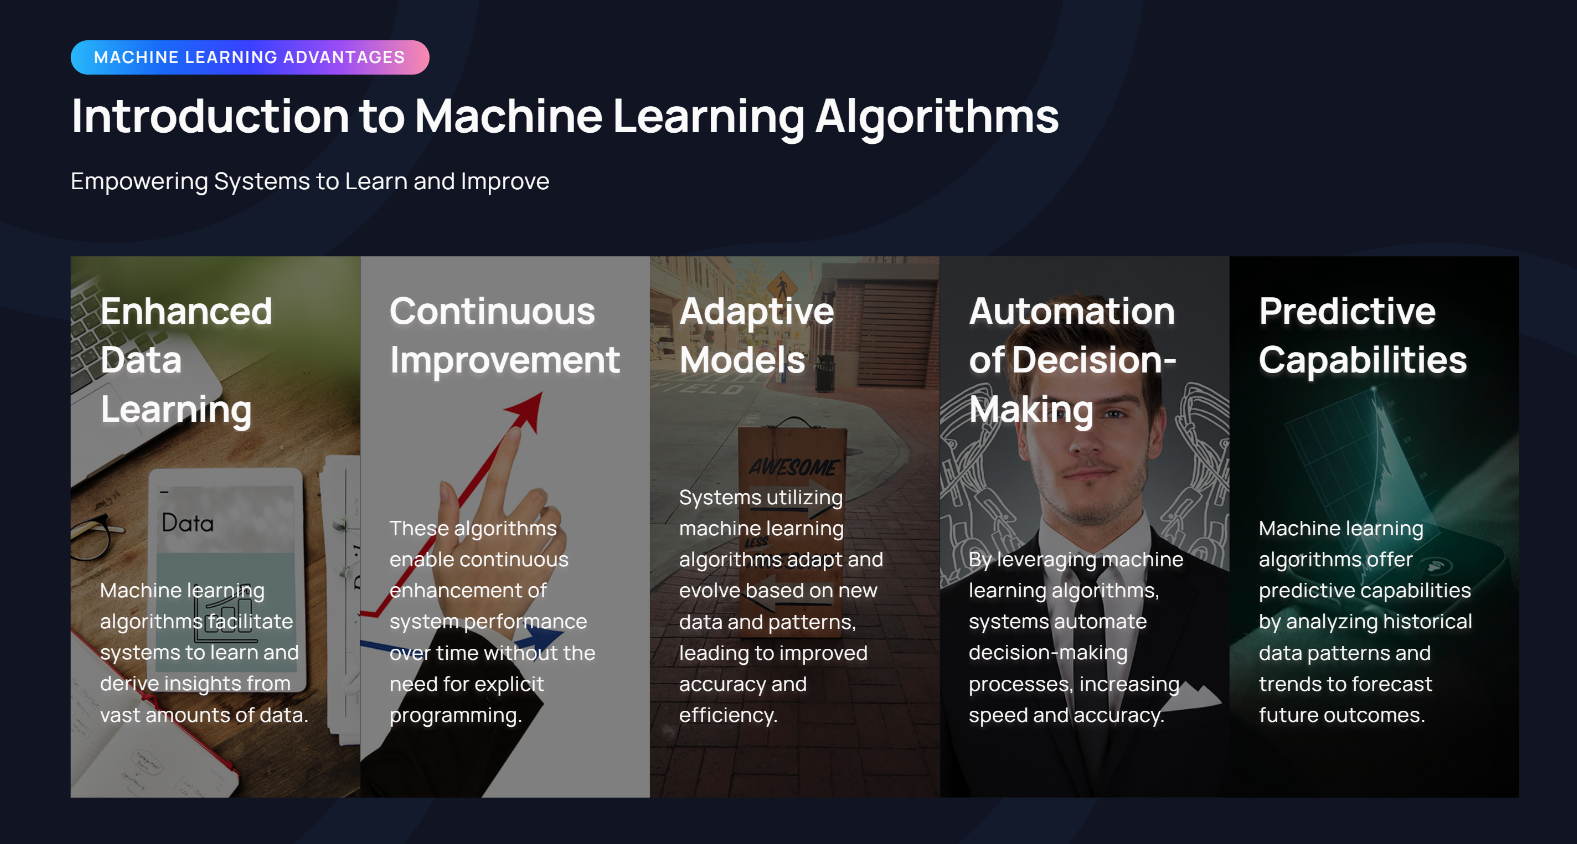 MACHINE LEARNING ADVANTAGES
Introduction to Machine Learning Algorithms
Empowering Systems to Learn and Improve
Enhanced
Data
Learning
Data
Machine learning
algorithms facilitate
systems to learn and
derive insights from
vast amounts of data.
Continuous
Improvement
These algorithms
enable continuous
enhancement of
system performance
over time without the
need for explicit
programming.
Adaptive
Models
YIELD
AWESOME
LESS
Systems utilizing
machine learning
algorithms adapt and
evolve based on new
data and patterns,
leading to improved
accuracy and
efficiency.
Automation
of Decision-
Making
By leveraging machine
learning algorithms,
systems automate
decision-making
processes, increasing
speed and accuracy.
Predictive
Capabilities
Machine learning
algorithms offer
predictive capabilities
by analyzing historical
data patterns and
trends to forecast
future outcomes.